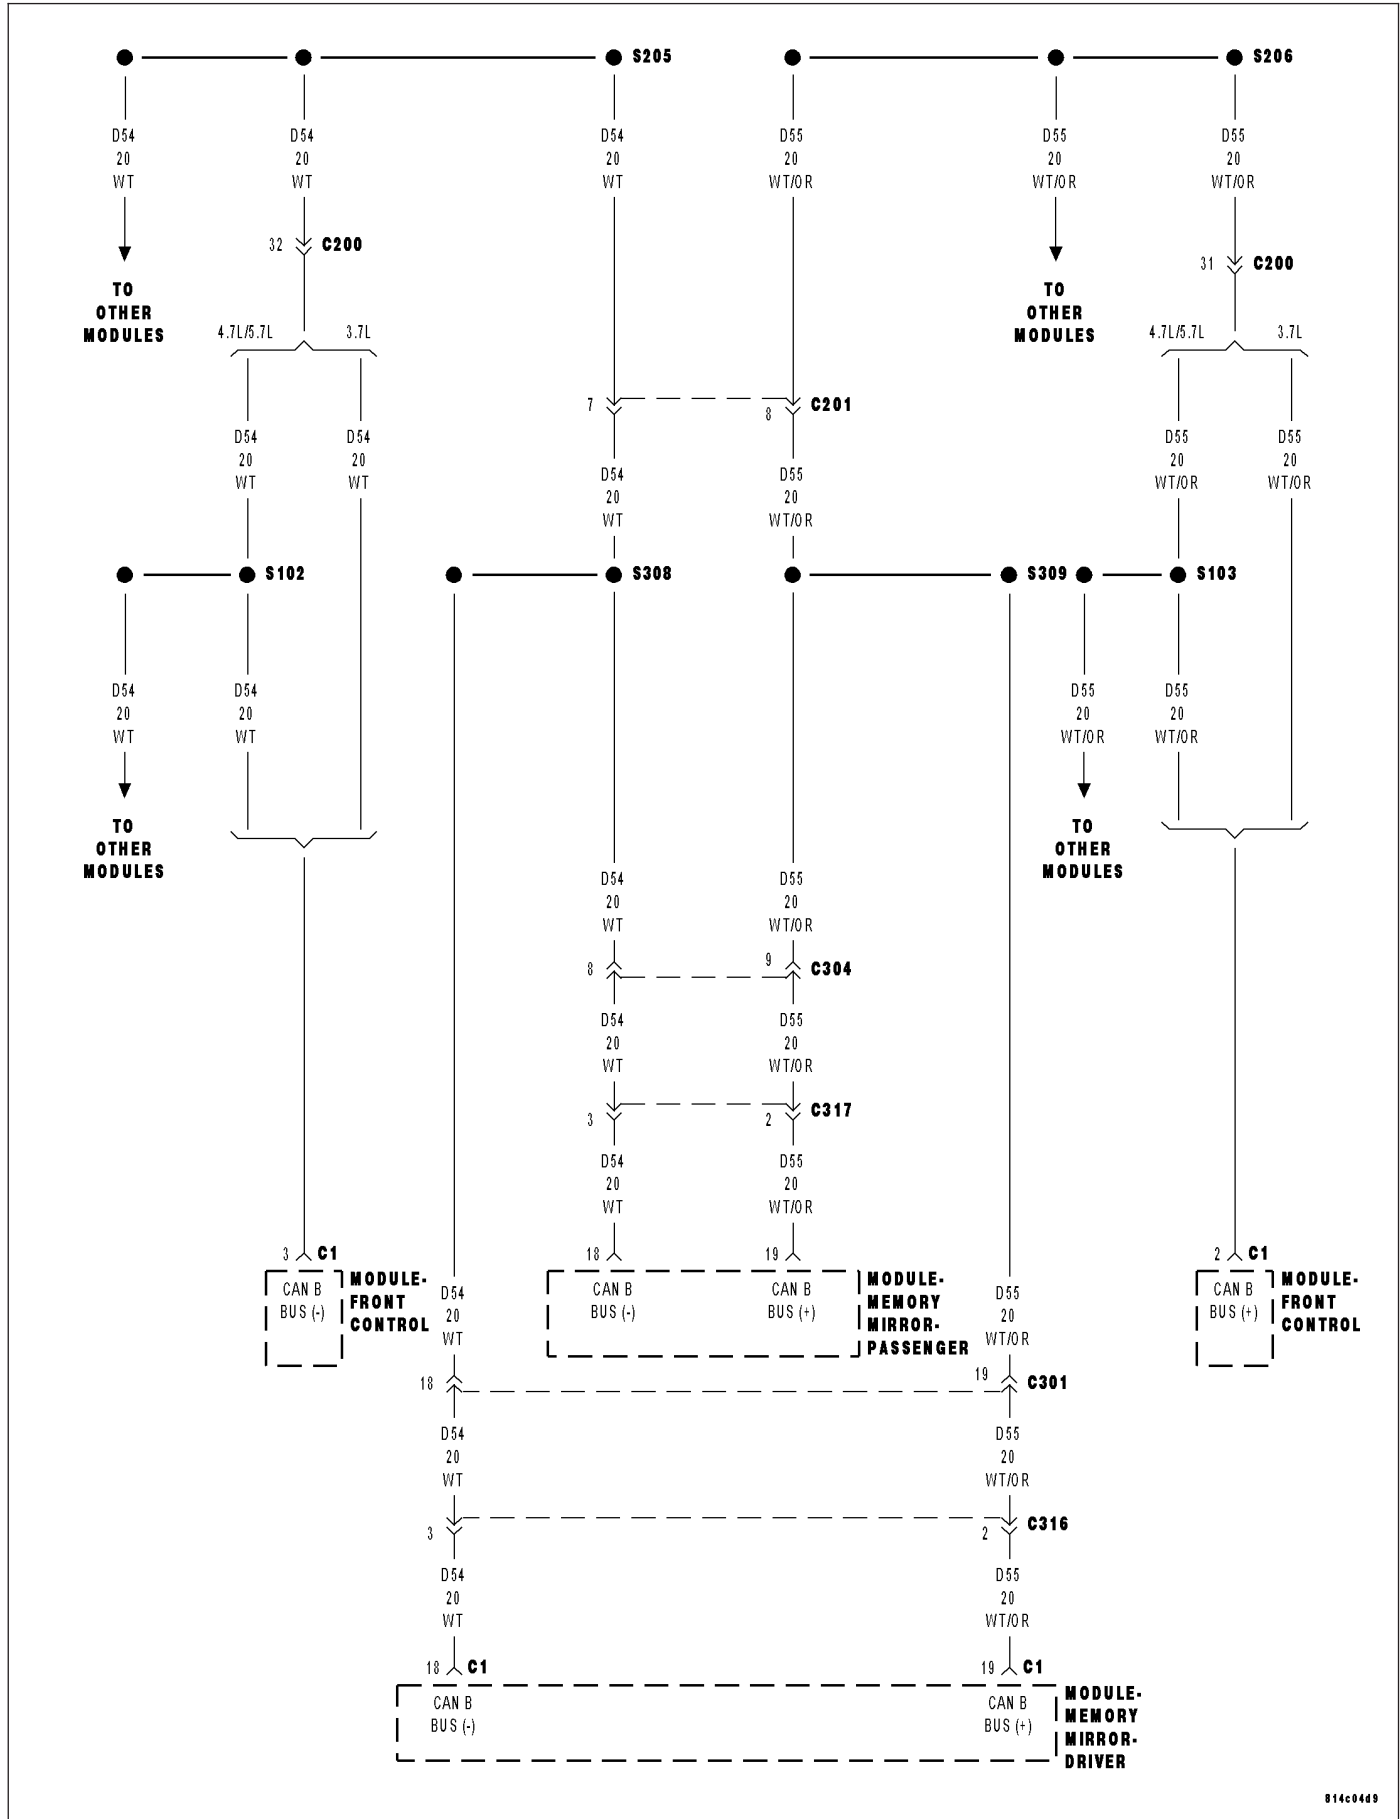 S205
S206
D54
D54
D54
D55
D55
D55
20
20
20
20
20
20
WT
WT
WT
WT/OR
WT/OR
WT/OR
32
C200
31
C200
TO
OTHER
MODULES
TO
OTHER
MODULES
4.7L/5.7L
3.7L
4.7L/5.7L
3.7L
7
8
C201
D54
20
WT
D54
20
WT
D54
20
WT
D55
20
WT/OR
D55
20
WT/OR
D55
20
WT/OR
S102
S308
S309
S103
D54
20
WT
D54
20
WT
D55
20
WT/OR
D55
20
WT/OR
TO
OTHER
MODULES
TO
OTHER
MODULES
D54
20
WT
D55
20
WT/OR
8
9
C304
D54
20
WT
D55
20
WT/OR
3
2
C317
D54
20
WT
D55
20
WT/OR
3
C1
18
19
2
C1
CAN B
BUS (-)
MODULE-
FRONT
CONTROL
D54
20
WT
CAN B
BUS (-)
CAN B
BUS (+)
MODULE-
MEMORY
MIRROR-
PASSENGER
D55
20
WT/OR
CAN B
BUS (+)
MODULE-
FRONT
CONTROL
18
19
C301
D54
20
WT
D55
20
WT/OR
3
2
C316
D54
20
WT
D55
20
WT/OR
18
C1
19
C1
CAN B
BUS (-)
CAN B
BUS (+)
MODULE-
MEMORY
MIRROR-
DRIVER
814c04d9